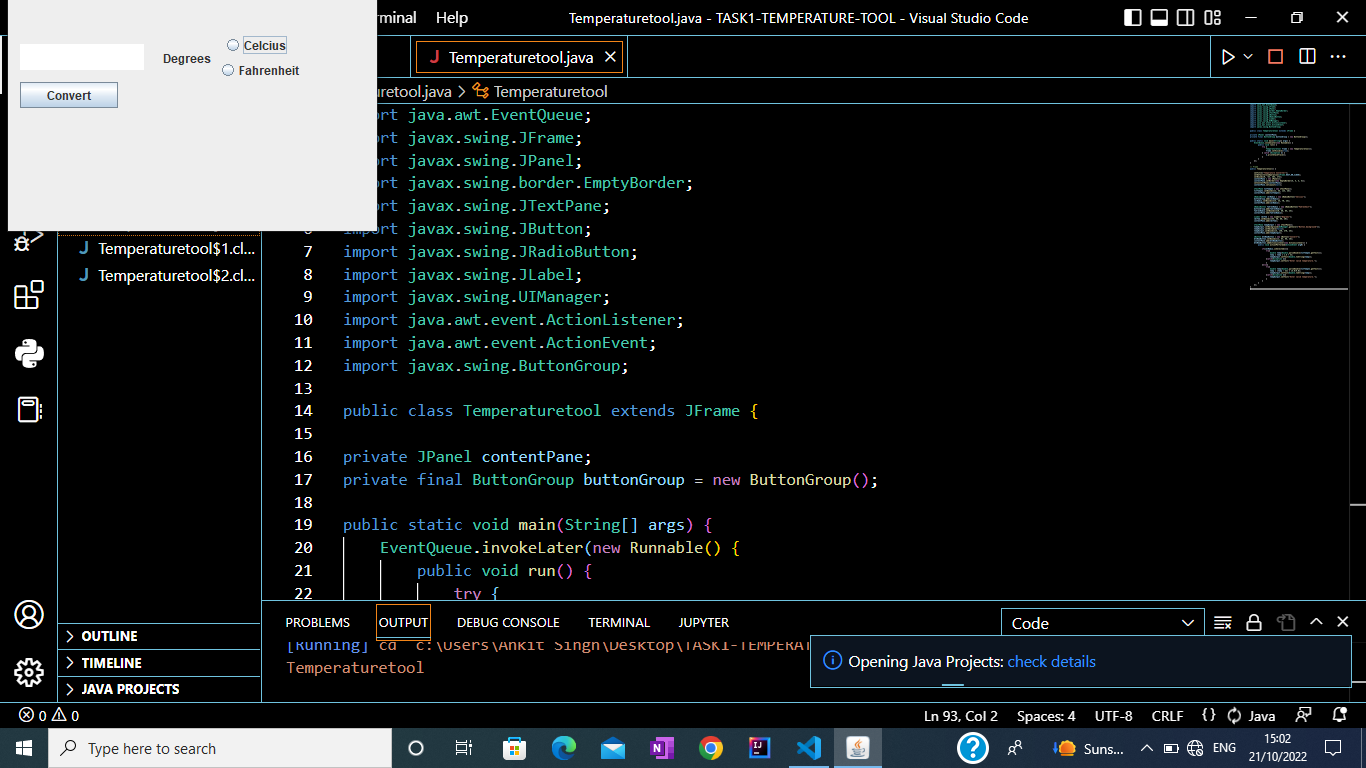 rminal Help Temperaturetool.java - TASK1-TEMPERATURE-TOOL - Visual Studio Code
Degrees
Celcius
Fahrenheit
Convert
Temperaturetool.java
uretool.java > Temperaturetool
ort java.awt.EventQueue;
ort javax.swing.JFrame;
ort javax.swing.JPanel;
ort javax.swing.border.EmptyBorder;
ort javax.swing.JTextPane;
6 import javax.swing.JButton;
7 import javax.swing.JRadioButton;
8 import javax.swing.JLabel;
9 import javax.swing.UIManager;
10 import java.awt.event.ActionListener;
11 import java.awt.event.ActionEvent;
12 import javax.swing.ButtonGroup;
13
14 public class Temperaturetool extends JFrame {
15
16 private JPanel contentPane;
17 private final ButtonGroup buttonGroup = new ButtonGroup();
18
19 public static void main(String[] args) {
20 EventQueue.invokeLater(new Runnable() {
21 public void run() {
22 try {
J Temperaturetool$1.cl...
J Temperaturetool$2.cl...
OUTLINE
TIMELINE
JAVA PROJECTS
PROBLEMS OUTPUT DEBUG CONSOLE TERMINAL JUPYTER Code
[Running] cd "c:\Users\Ankit Singh\Desktop\TASK1-TEMPERAT
Temperaturetool
Opening Java Projects: check details
0 0 Ln 93, Col 2 Spaces: 4 UTF-8 CRLF {} Java
Type here to search
Suns... ENG 15:02
21/10/2022